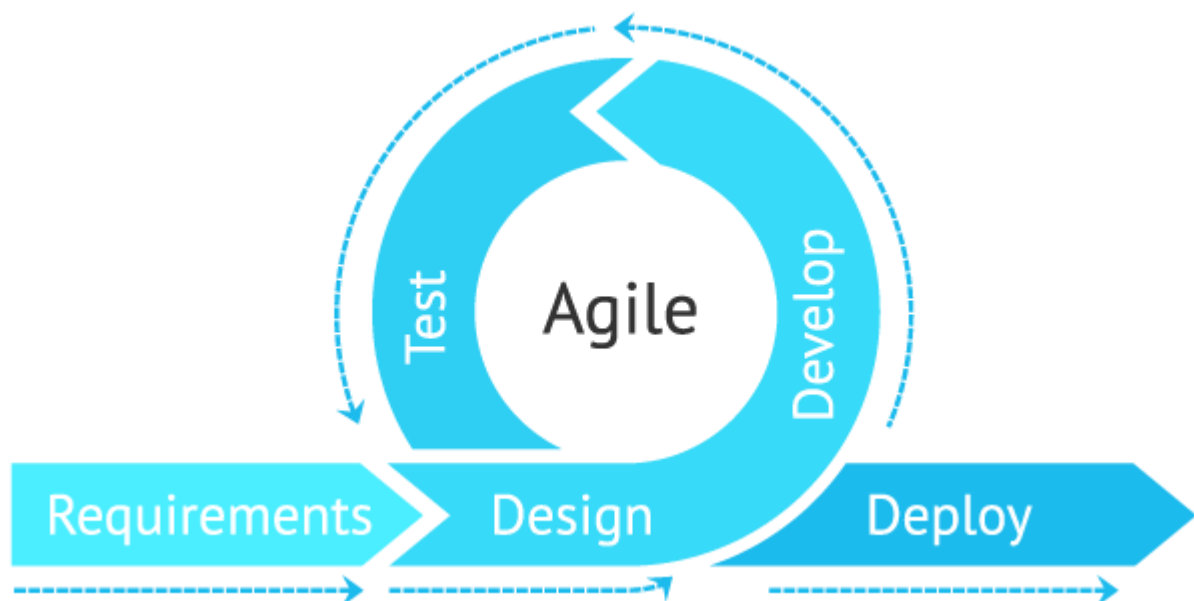 Agile
Test
Develop
Requirements
Design
Deploy